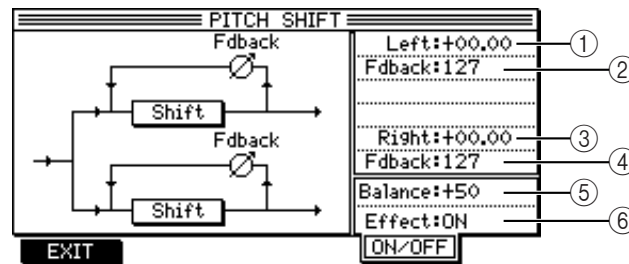 PITCH SHIFT
Fdback
Shift
Fdback
Shift
Left:+00.00 ①
Fdback:127 ②
Right:+00.00 ③
Fdback:127 ④
Balance:+50 ⑤
Effect:ON ⑥
EXIT ON/OFF